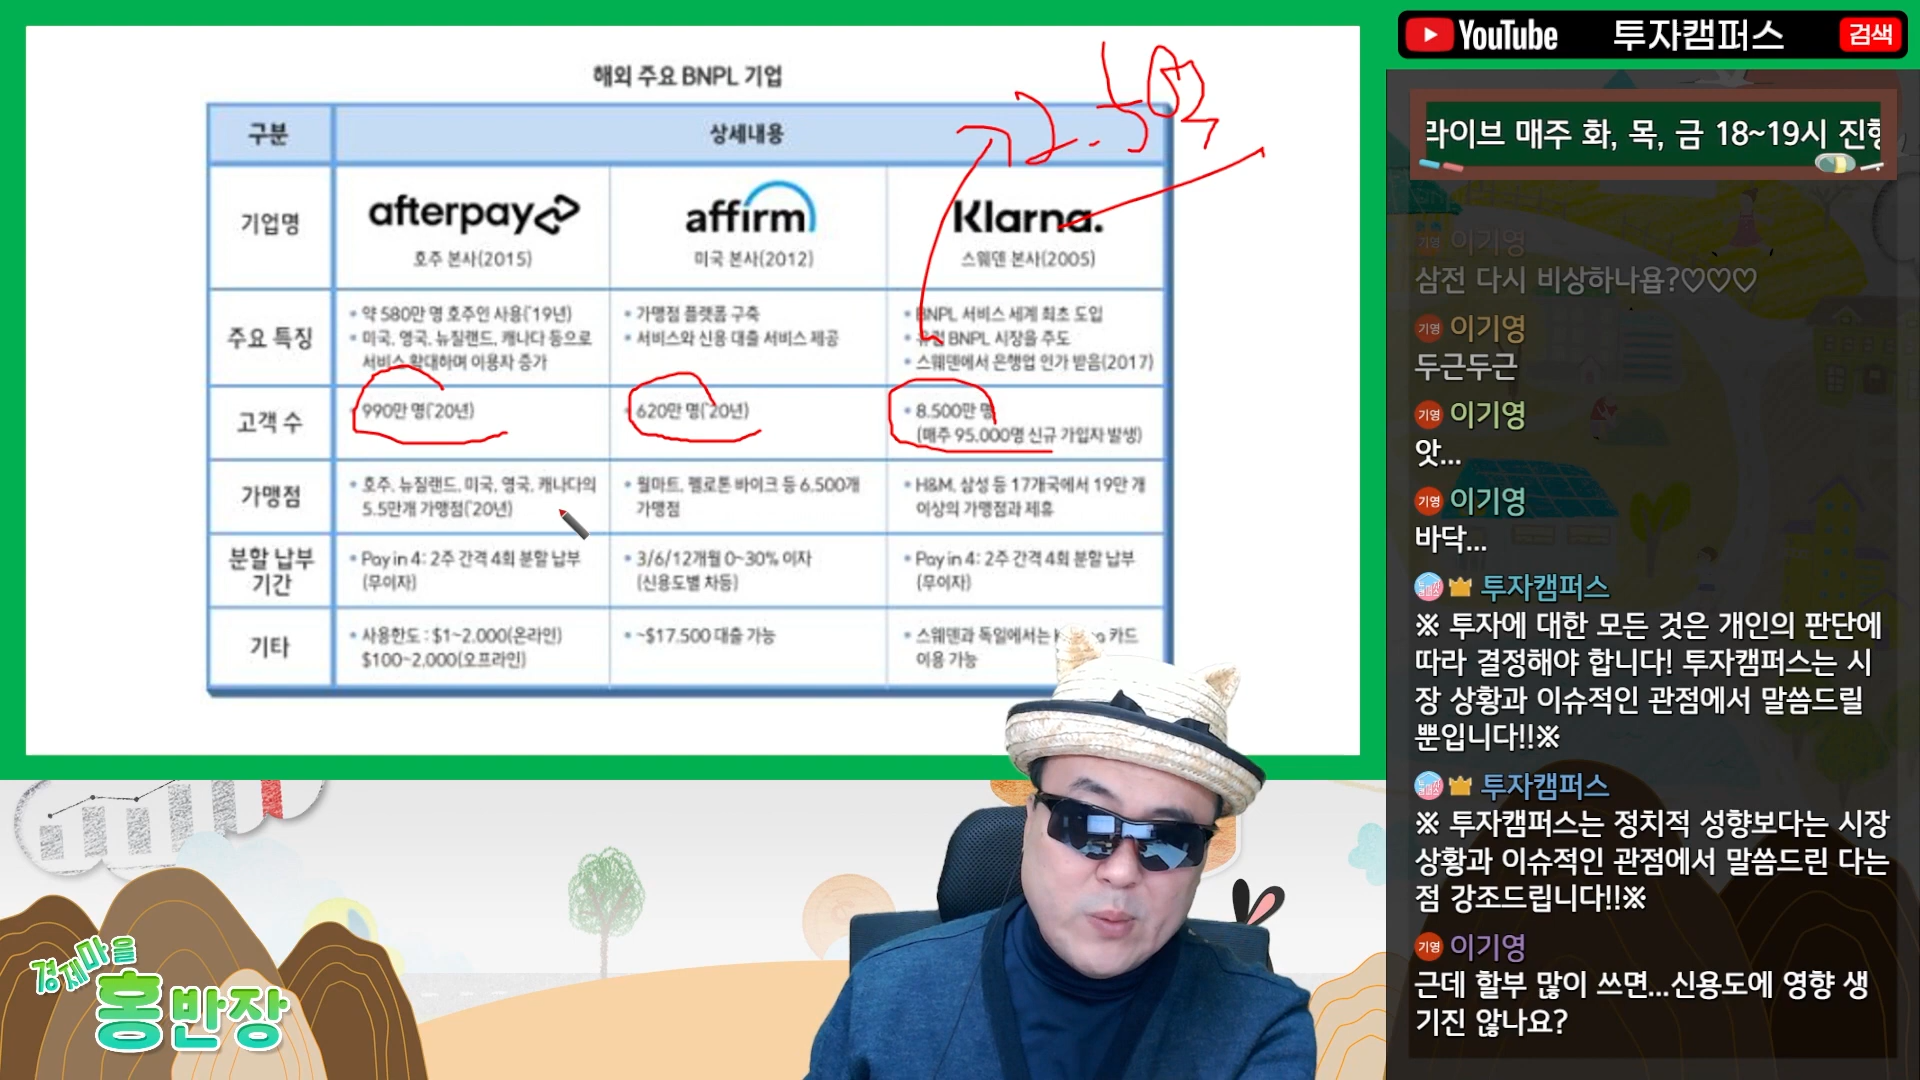 해외 주요 BNPL 기업
구분
상세내용
기업명
afterpay
호주 본사(2015)
affirm
미국 본사(2012)
Klarna.
스웨덴 본사(2005)
주요 특징
• 약 580만 명 호주인 사용('19년)
• 미국, 영국, 뉴질랜드, 캐나다 등으로
서비스 확대하며 이용자 증가
• 가맹점 플랫폼 구축
• 서비스와 신용 대출 서비스 제공
• BNPL 서비스 세계 최초 도입
• 유럽 BNPL 시장을 주도
• 스웨덴에서 은행업 인가 받음(2017)
고객 수
• 990만 명('20년)
• 620만 명('20년)
• 8,500만 명
(매주 95,000명 신규 가입자 발생)
가맹점
• 호주, 뉴질랜드, 미국, 영국, 캐나다의
5.5만개 가맹점('20년)
• 월마트, 펠로톤 바이크 등 6,500개
가맹점
• H&M, 삼성 등 17개국에서 19만 개
이상의 가맹점과 제휴
분할 납부
기간
• Pay in 4: 2주 간격 4회 분할 납부
(무이자)
• 3/6/12개월 0~30% 이자
(신용도별 차등)
• Pay in 4: 2주 간격 4회 분할 납부
(무이자)
기타
• 사용한도 : $1~2,000(온라인)
$100~2,000(오프라인)
• ~$17,500 대출 가능
• 스웨덴과 독일에서는 카드
이용 가능
경제마을
홍반장
YouTube 투자캠퍼스 검색
라이브 매주 화, 목, 금 18~19시 진행
기영 이기영
삼전 다시 비상하나욥?♡♡♡
기영 이기영
두근두근
기영 이기영
앗...
기영 이기영
바닥...
투자캠퍼스
※ 투자에 대한 모든 것은 개인의 판단에
따라 결정해야 합니다! 투자캠퍼스는 시
장 상황과 이슈적인 관점에서 말씀드릴
뿐입니다!!※
투자캠퍼스
※ 투자캠퍼스는 정치적 성향보다는 시장
상황과 이슈적인 관점에서 말씀드린 다는
점 강조드립니다!!※
기영 이기영
근데 할부 많이 쓰면...신용도에 영향 생
기진 않나요?